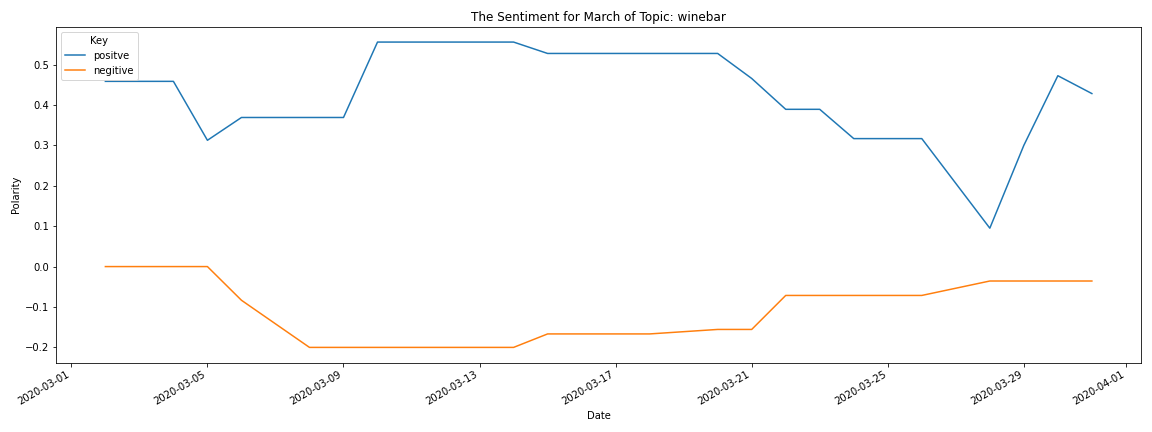 The Sentiment for March of Topic: winebar
Key
positve
negitive
Polarity
0.5
0.4
0.3
0.2
0.1
0.0
−0.1
−0.2
2020-03-01
2020-03-05
2020-03-09
2020-03-13
2020-03-17
2020-03-21
2020-03-25
2020-03-29
2020-04-01
Date